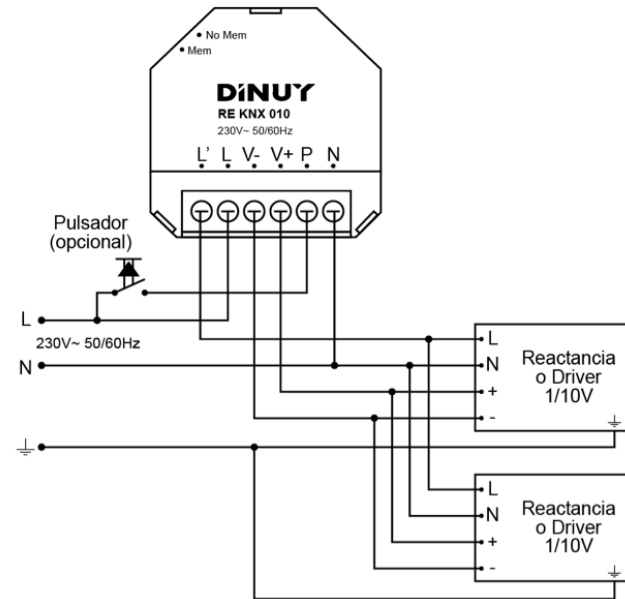 No Mem
Mem
DiNUY
RE KNX 010
230V~ 50/60Hz
L' L V- V+ P N
Pulsador
(opcional)
L
230V~ 50/60Hz
N
L
N
+
-
Reactancia
o Driver
1/10V
L
N
+
-
Reactancia
o Driver
1/10V